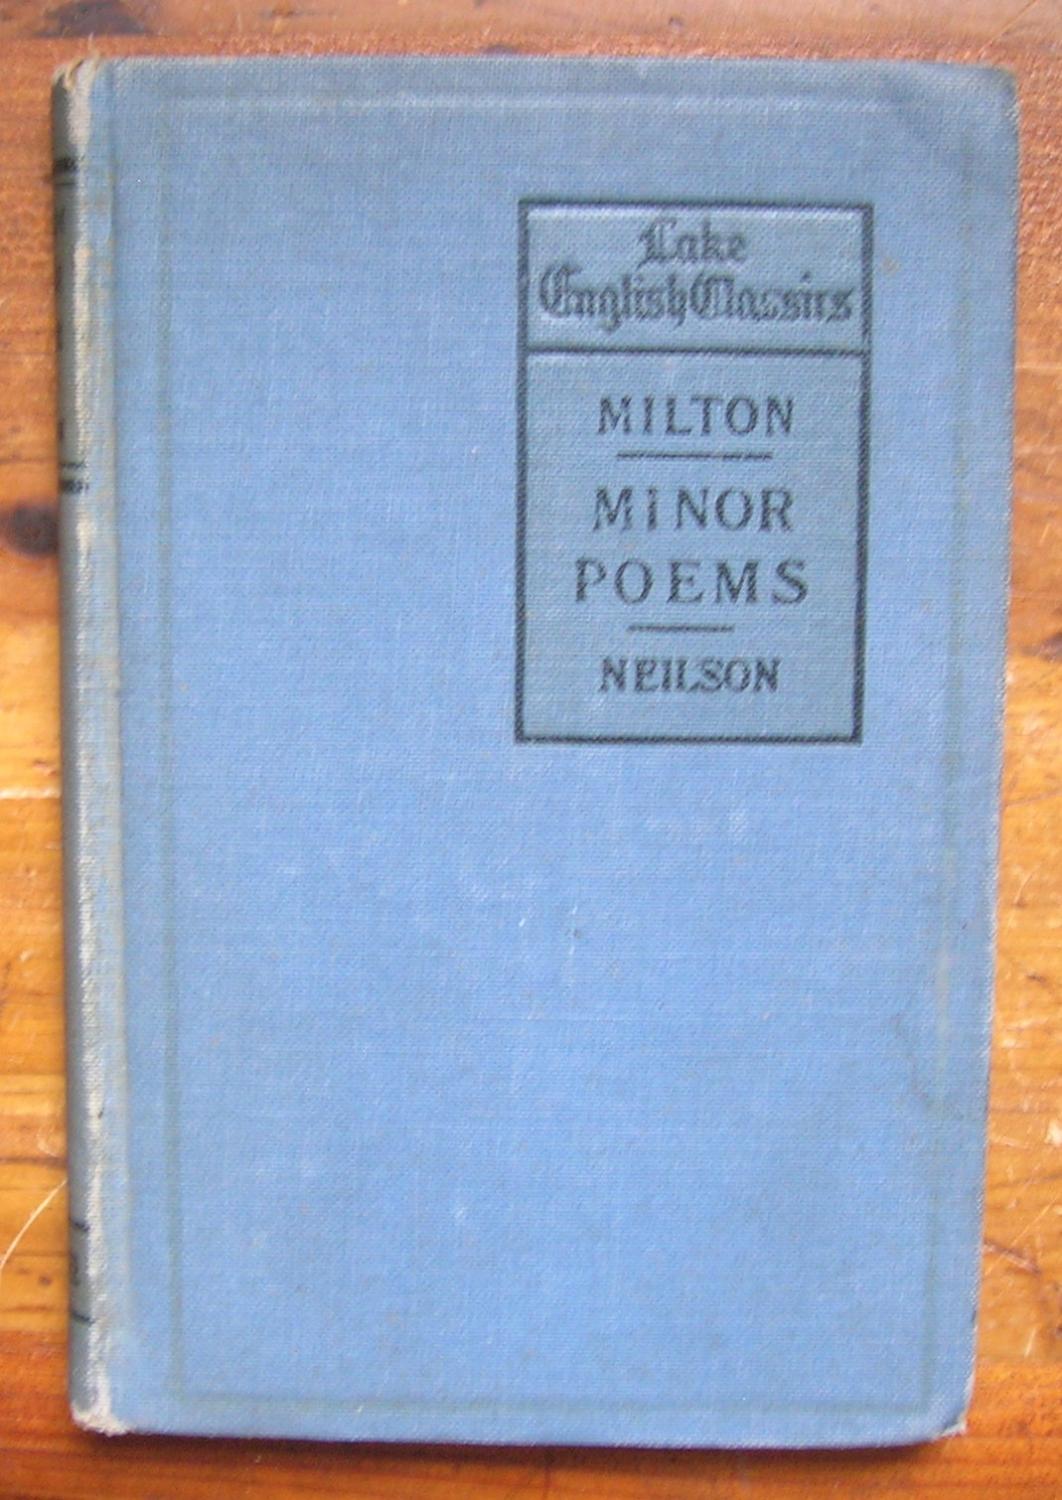 Lake
English Classics
MILTON
MINOR
POEMS
NEILSON